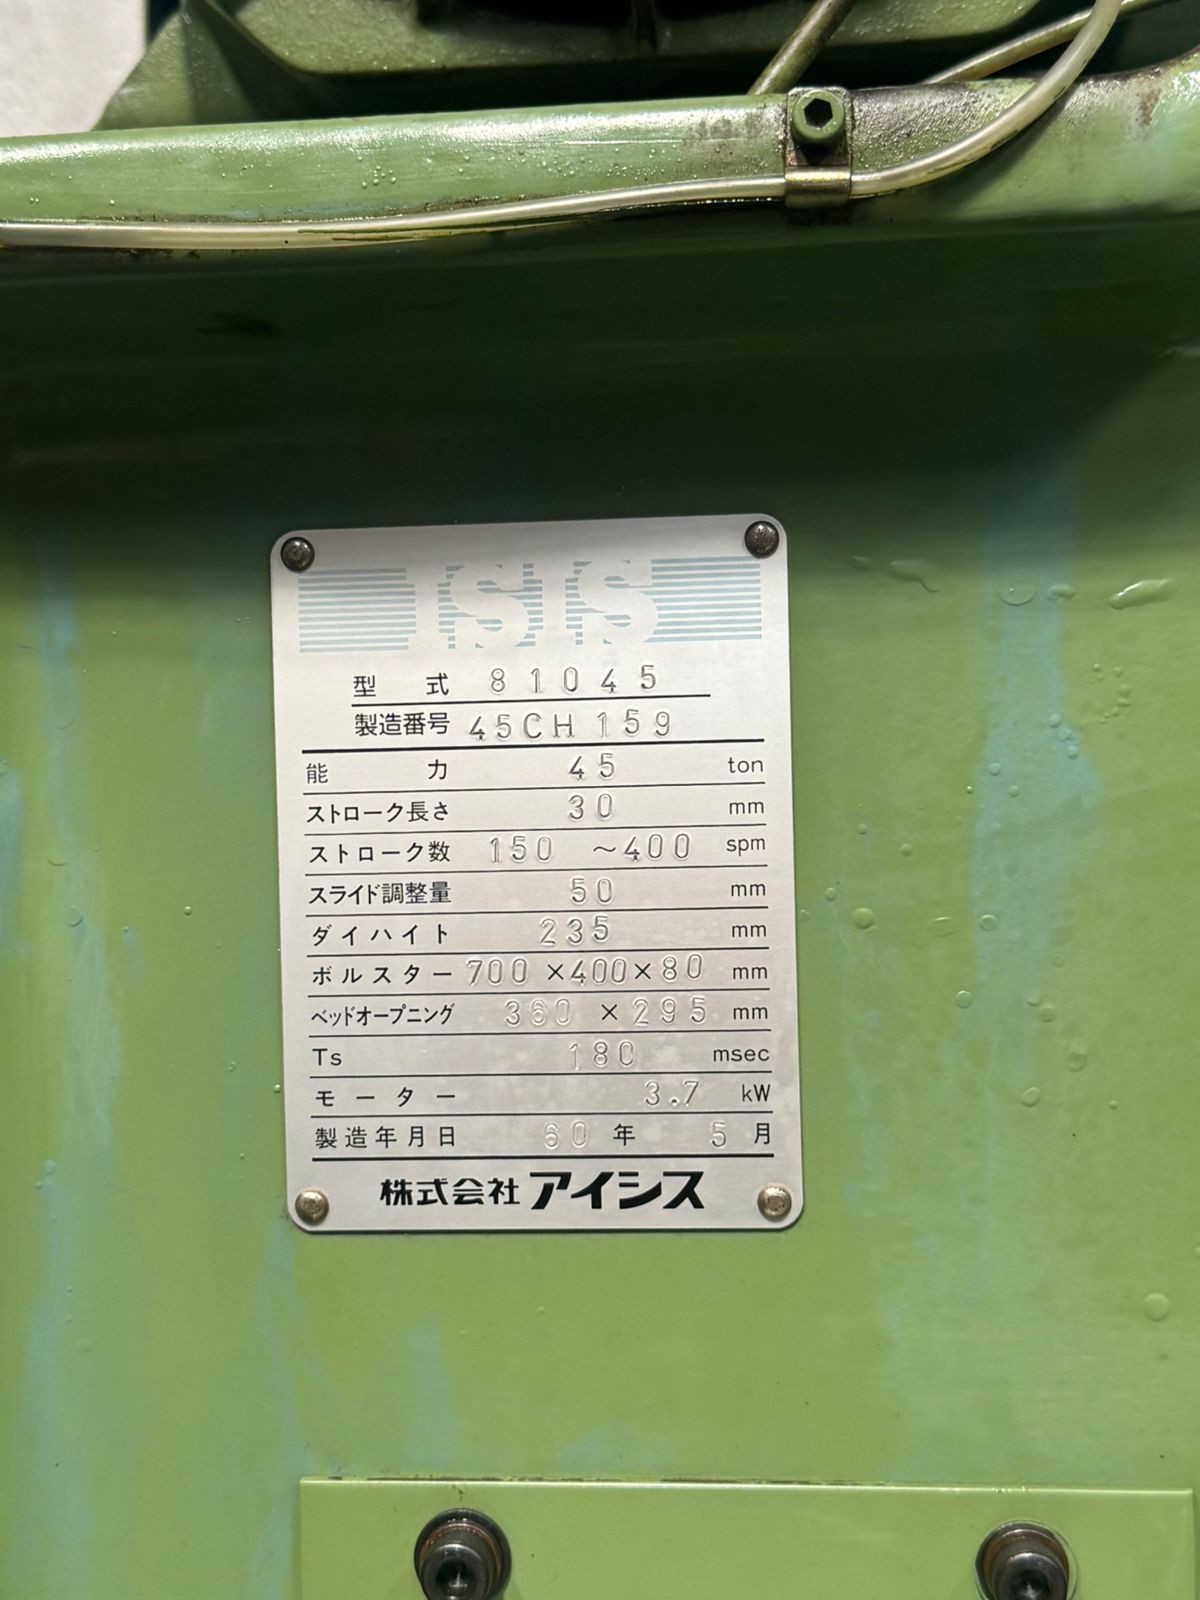 ISIS
型式 81045
製造番号 45CH159
能力 45 ton
ストローク長さ 30 mm
ストローク数 150 ～400 spm
スライド調整量 50 mm
ダイハイト 235 mm
ボルスター 700×400×80 mm
ベッドオープニング 360×295 mm
Ts 180 msec
モーター 3.7 kW
製造年月日 60年 5月
株式会社アイシス